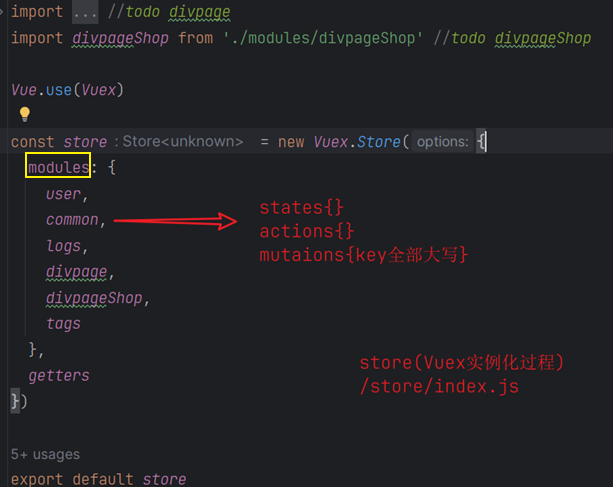 import ... //todo divpage
import divpageShop from './modules/divpageShop' //todo divpageShop
Vue.use(Vuex)
const store : Store<unknown> = new Vuex.Store( options: {
modules: {
user,
common,
states{}
actions{}
mutaions{key全部大写}
logs,
divpage,
divpageShop,
tags
},
getters
})
store(Vuex实例化过程)
/store/index.js
5+ usages
export default store